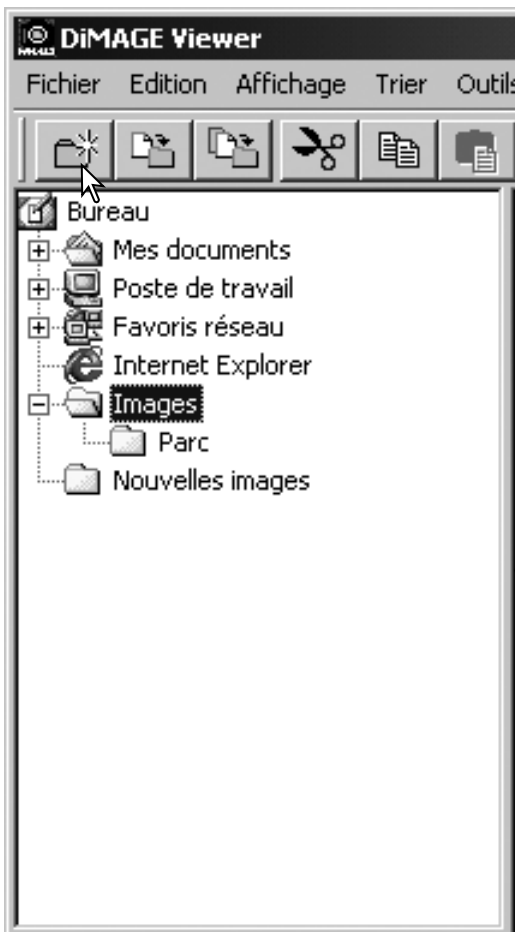 DiMAGE Viewer
Fichier Edition Affichage Trier Outils
Bureau
Mes documents
Poste de travail
Favoris réseau
Internet Explorer
Images
Parc
Nouvelles images